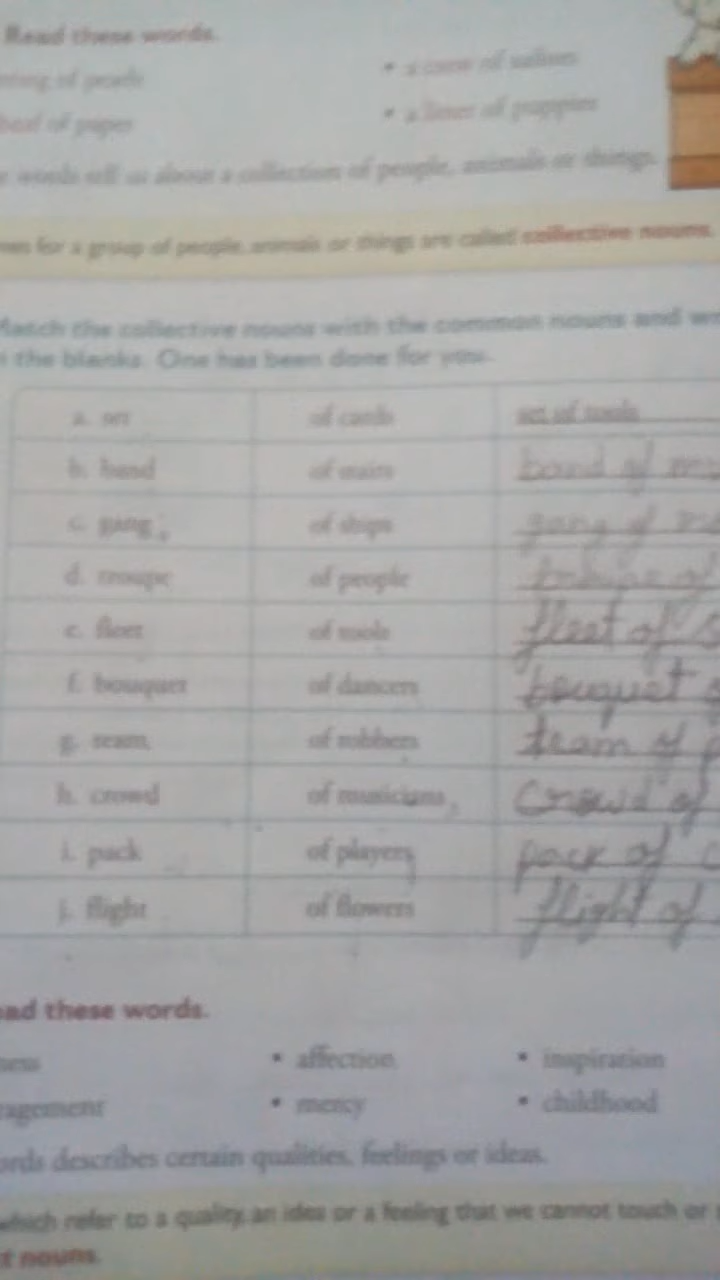 Read these words.
of pearls
• a crew of sailors
of paper
• a litter of puppies
words tell us about a collection of people, animals or things.
for a group of people, animals or things are called collective nouns.
Match the collective nouns with the common nouns and
the blanks. One has been done for you.
a. set of cards set of tools
b. band of stairs band of
c. gang of ships gang of
d. troupe of people troupe of
e. fleet of tools fleet of
f. bouquet of dancers bouquet
g. team of robbers team of
h. crowd of musicians crowd of
i. pack of players pack of
j. flight of flowers flight of
these words.
• affection • inspiration
• mercy • childhood
describes certain qualities, feelings or ideas.
which refer to a quality, an idea or a feeling that we cannot touch or
nouns.